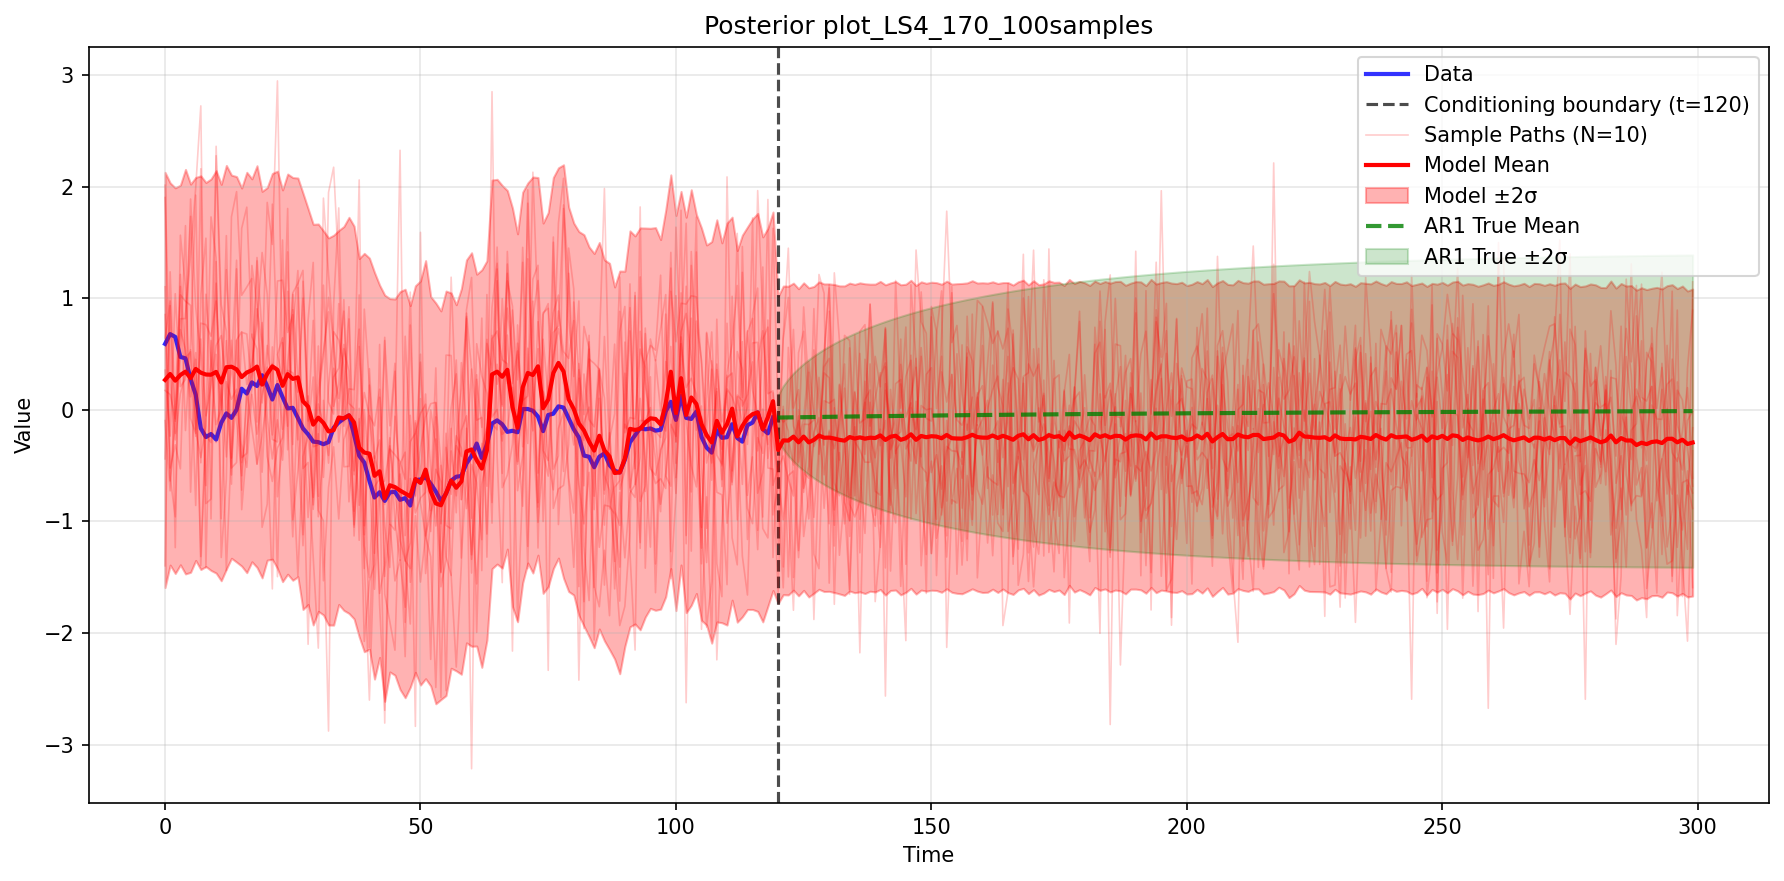 Posterior plot_LS4_170_100samples
Data
Conditioning boundary (t=120)
Sample Paths (N=10)
Model Mean
Model ±2σ
AR1 True Mean
AR1 True ±2σ
Value
3
2
1
0
−1
−2
−3
0
50
100
150
200
250
300
Time